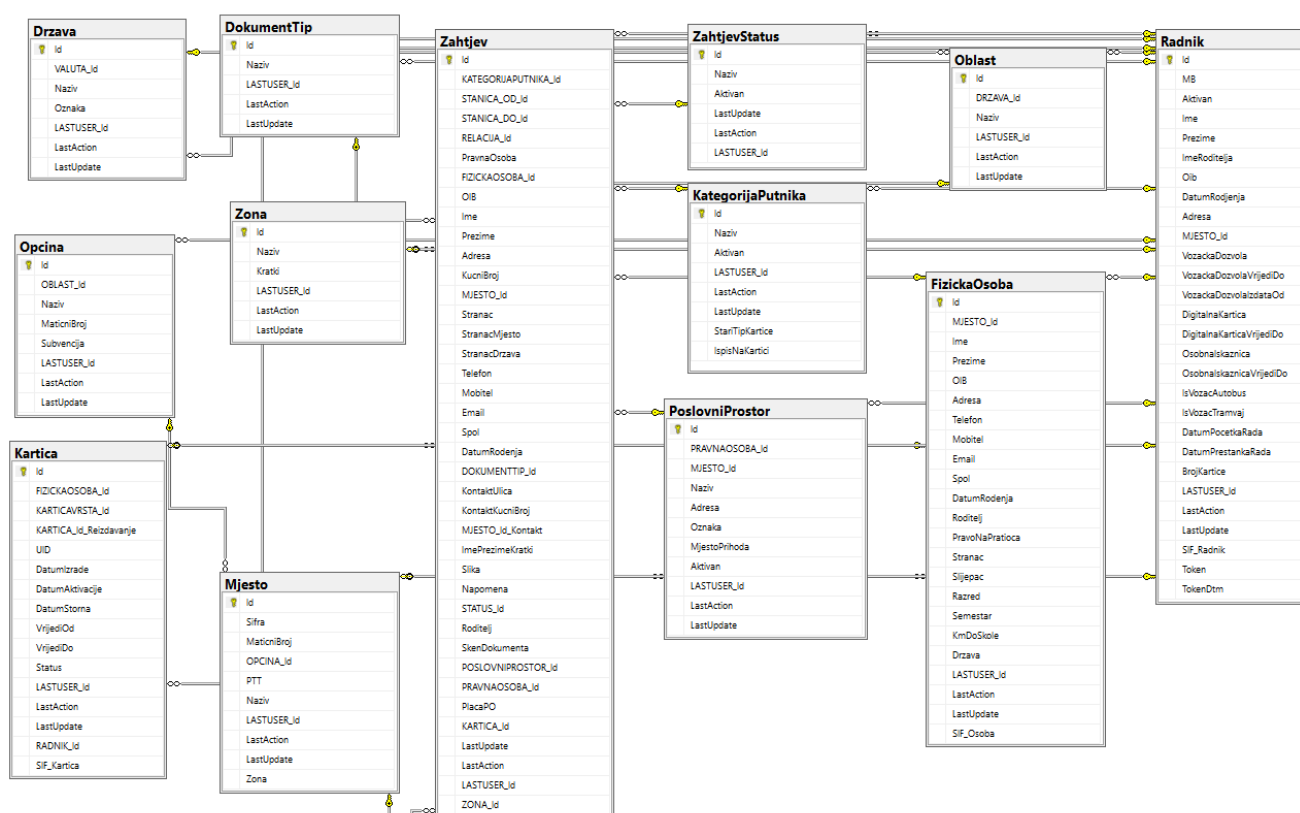 Drzava
Id
VALUTA_Id
Naziv
Oznaka
LASTUSER_Id
LastAction
LastUpdate
DokumentTip
Id
Naziv
LASTUSER_Id
LastAction
LastUpdate
Zahtjev
Id
KATEGORIJAPUTNIKA_Id
STANICA_OD_Id
STANICA_DO_Id
RELACIJA_Id
PravnaOsoba
FIZICKAOSOBA_Id
OIB
Ime
Prezime
Adresa
KucniBroj
MJESTO_Id
Stranac
StranacMjesto
StranacDrzava
Telefon
Mobitel
Email
Spol
DatumRodenja
DOKUMENTTIP_Id
KontaktUlica
KontaktKucniBroj
MJESTO_Id_Kontakt
ImePrezimeKratki
Slika
Napomena
STATUS_Id
Roditelj
SkenDokumenta
POSLOVNIPROSTOR_Id
PRAVNAOSOBA_Id
PlacaPO
KARTICA_Id
LastUpdate
LastAction
LASTUSER_Id
ZONA_Id
ZahtjevStatus
Id
Naziv
Aktivan
LastUpdate
LastAction
LASTUSER_Id
Oblast
Id
DRZAVA_Id
Naziv
LASTUSER_Id
LastAction
LastUpdate
Radnik
Id
MB
Aktivan
Ime
Prezime
ImeRoditelja
Oib
DatumRodjenja
Adresa
MJESTO_Id
VozackaDozvola
VozackaDozvolaVrijediDo
VozackaDozvolaIzdataOd
DigitalnaKartica
DigitalnaKarticaVrijediDo
OsobnaIskaznica
OsobnaIskaznicaVrijediDo
IsVozacAutobus
IsVozacTramvaj
DatumPocetkaRada
DatumPrestankaRada
BrojKartice
LASTUSER_Id
LastAction
LastUpdate
SIF_Radnik
Token
TokenDtm
Zona
Id
Naziv
Kratki
LASTUSER_Id
LastAction
LastUpdate
KategorijaPutnika
Id
Naziv
Aktivan
LASTUSER_Id
LastAction
LastUpdate
StariTipKartice
IspisNaKartici
Opcina
Id
OBLAST_Id
Naziv
MaticniBroj
Subvencija
LASTUSER_Id
LastAction
LastUpdate
FizickaOsoba
Id
MJESTO_Id
Ime
Prezime
OIB
Adresa
Telefon
Mobitel
Email
Spol
DatumRodenja
Roditelj
PravoNaPratioca
Stranac
Slijepac
Razred
Semestar
KmDoSkole
Drzava
LASTUSER_Id
LastAction
LastUpdate
SIF_Osoba
PoslovniProstor
Id
PRAVNAOSOBA_Id
MJESTO_Id
Naziv
Adresa
Oznaka
MjestoPrihoda
Aktivan
LASTUSER_Id
LastAction
LastUpdate
Kartica
Id
FIZICKAOSOBA_Id
KARTICAVRSTA_Id
KARTICA_Id_Reizdavanje
UID
DatumIzrade
DatumAktivacije
DatumStorna
VrijediOd
VrijediDo
Status
LASTUSER_Id
LastAction
LastUpdate
RADNIK_Id
SIF_Kartica
Mjesto
Id
Sifra
MaticniBroj
OPCINA_Id
PTT
Naziv
LASTUSER_Id
LastAction
LastUpdate
Zona